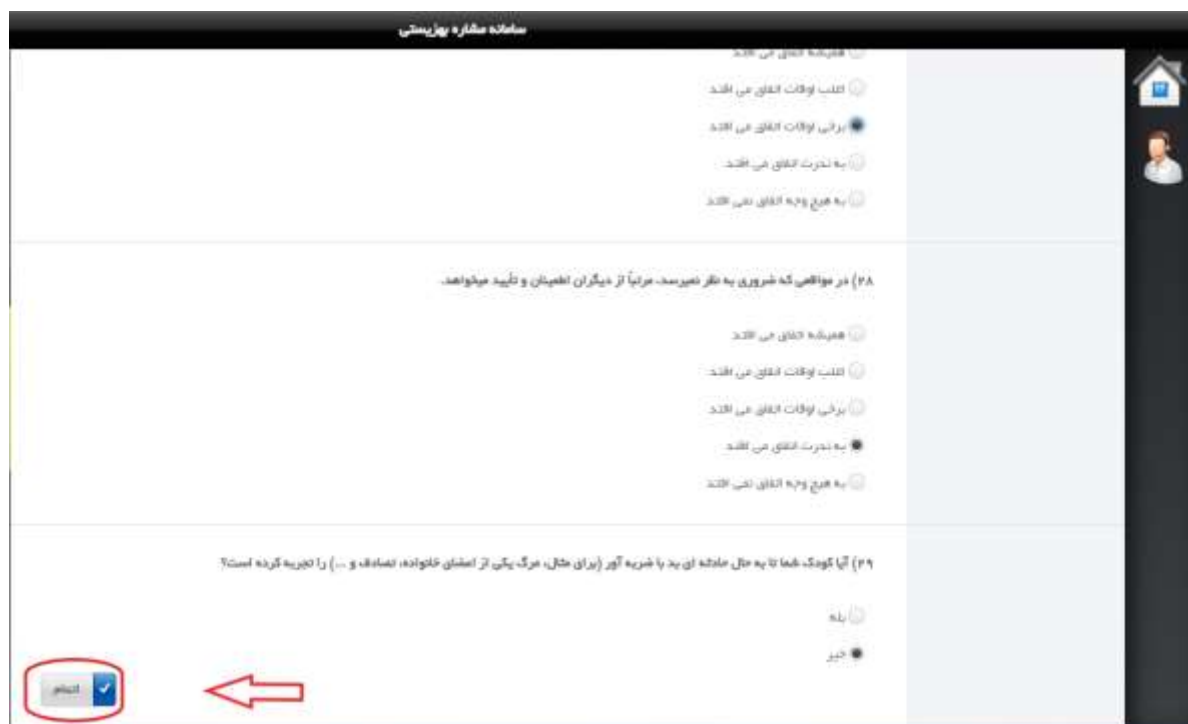 سامانه مشاره بهزیستی
همیشه اتفاق می افتد
اغلب اوقات اتفاق می افتد
برخی اوقات اتفاق می افتد
به ندرت اتفاق می افتد
به هیچ وجه اتفاق نمی افتد
۲۸) در مواقعی که ضروری به نظر نمیرسد، مرتباً از دیگران اطمینان و تأیید میخواهد.
همیشه اتفاق می افتد
اغلب اوقات اتفاق می افتد
برخی اوقات اتفاق می افتد
به ندرت اتفاق می افتد
به هیچ وجه اتفاق نمی افتد
۲۹) آیا کودک شما تا به حال حادثه ای بد یا ضربه آور (برای مثال، مرگ یکی از اعضای خانواده، تصادف و ...) را تجربه کرده است؟
بله
خیر
اتمام